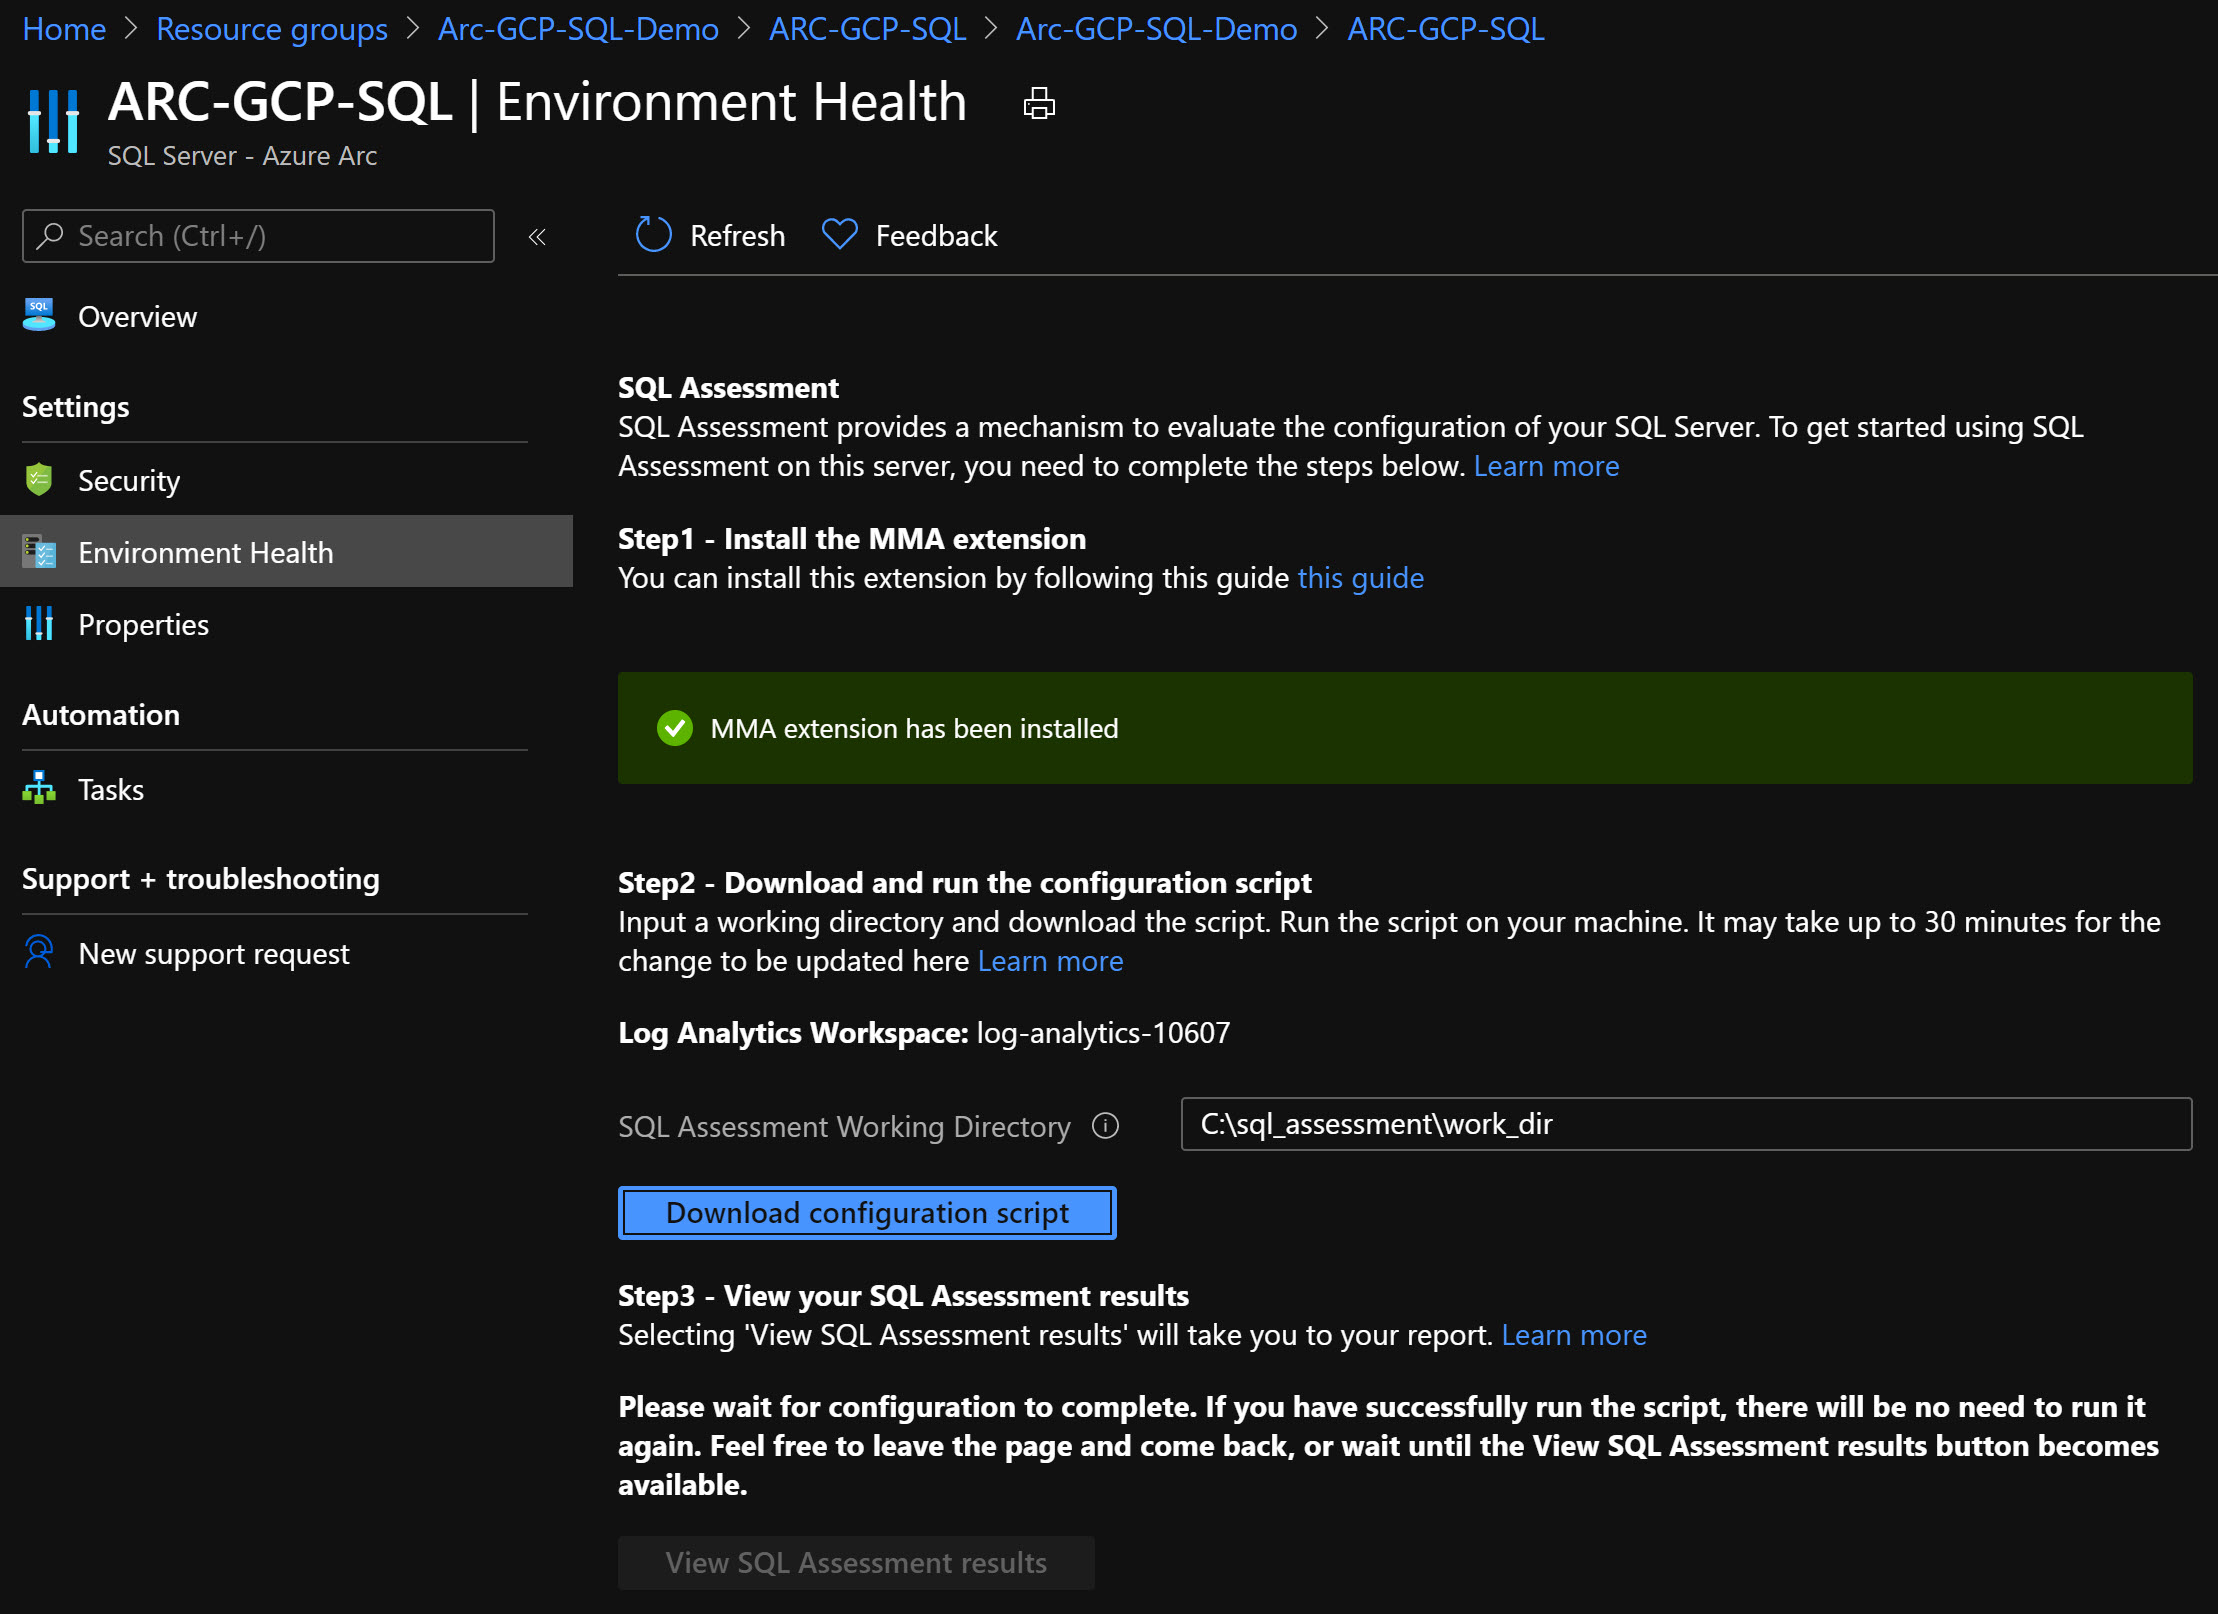 Home > Resource groups > Arc-GCP-SQL-Demo > ARC-GCP-SQL > Arc-GCP-SQL-Demo > ARC-GCP-SQL
ARC-GCP-SQL | Environment Health
SQL Server - Azure Arc
Search (Ctrl+/)
«
Refresh
Feedback
SQL
Overview
Settings
Security
Environment Health
Properties
Automation
Tasks
Support + troubleshooting
New support request
SQL Assessment
SQL Assessment provides a mechanism to evaluate the configuration of your SQL Server. To get started using SQL
Assessment on this server, you need to complete the steps below. Learn more
Step1 - Install the MMA extension
You can install this extension by following this guide this guide
MMA extension has been installed
Step2 - Download and run the configuration script
Input a working directory and download the script. Run the script on your machine. It may take up to 30 minutes for the
change to be updated here Learn more
Log Analytics Workspace: log-analytics-10607
SQL Assessment Working Directory
C:\sql_assessment\work_dir
Download configuration script
Step3 - View your SQL Assessment results
Selecting 'View SQL Assessment results' will take you to your report. Learn more
Please wait for configuration to complete. If you have successfully run the script, there will be no need to run it
again. Feel free to leave the page and come back, or wait until the View SQL Assessment results button becomes
available.
View SQL Assessment results